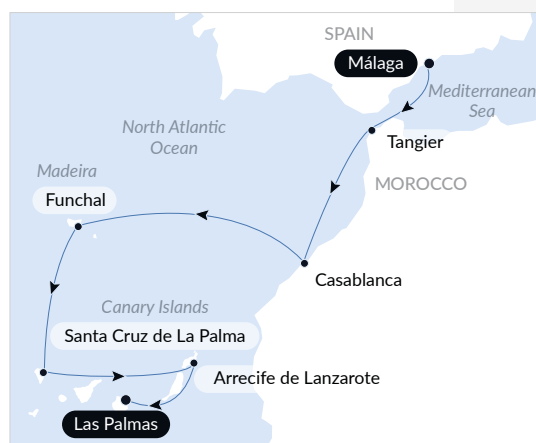 SPAIN
Málaga
Mediterranean
Sea
North Atlantic
Ocean
Tangier
Madeira
MOROCCO
Funchal
Casablanca
Canary Islands
Santa Cruz de La Palma
Arrecife de Lanzarote
Las Palmas